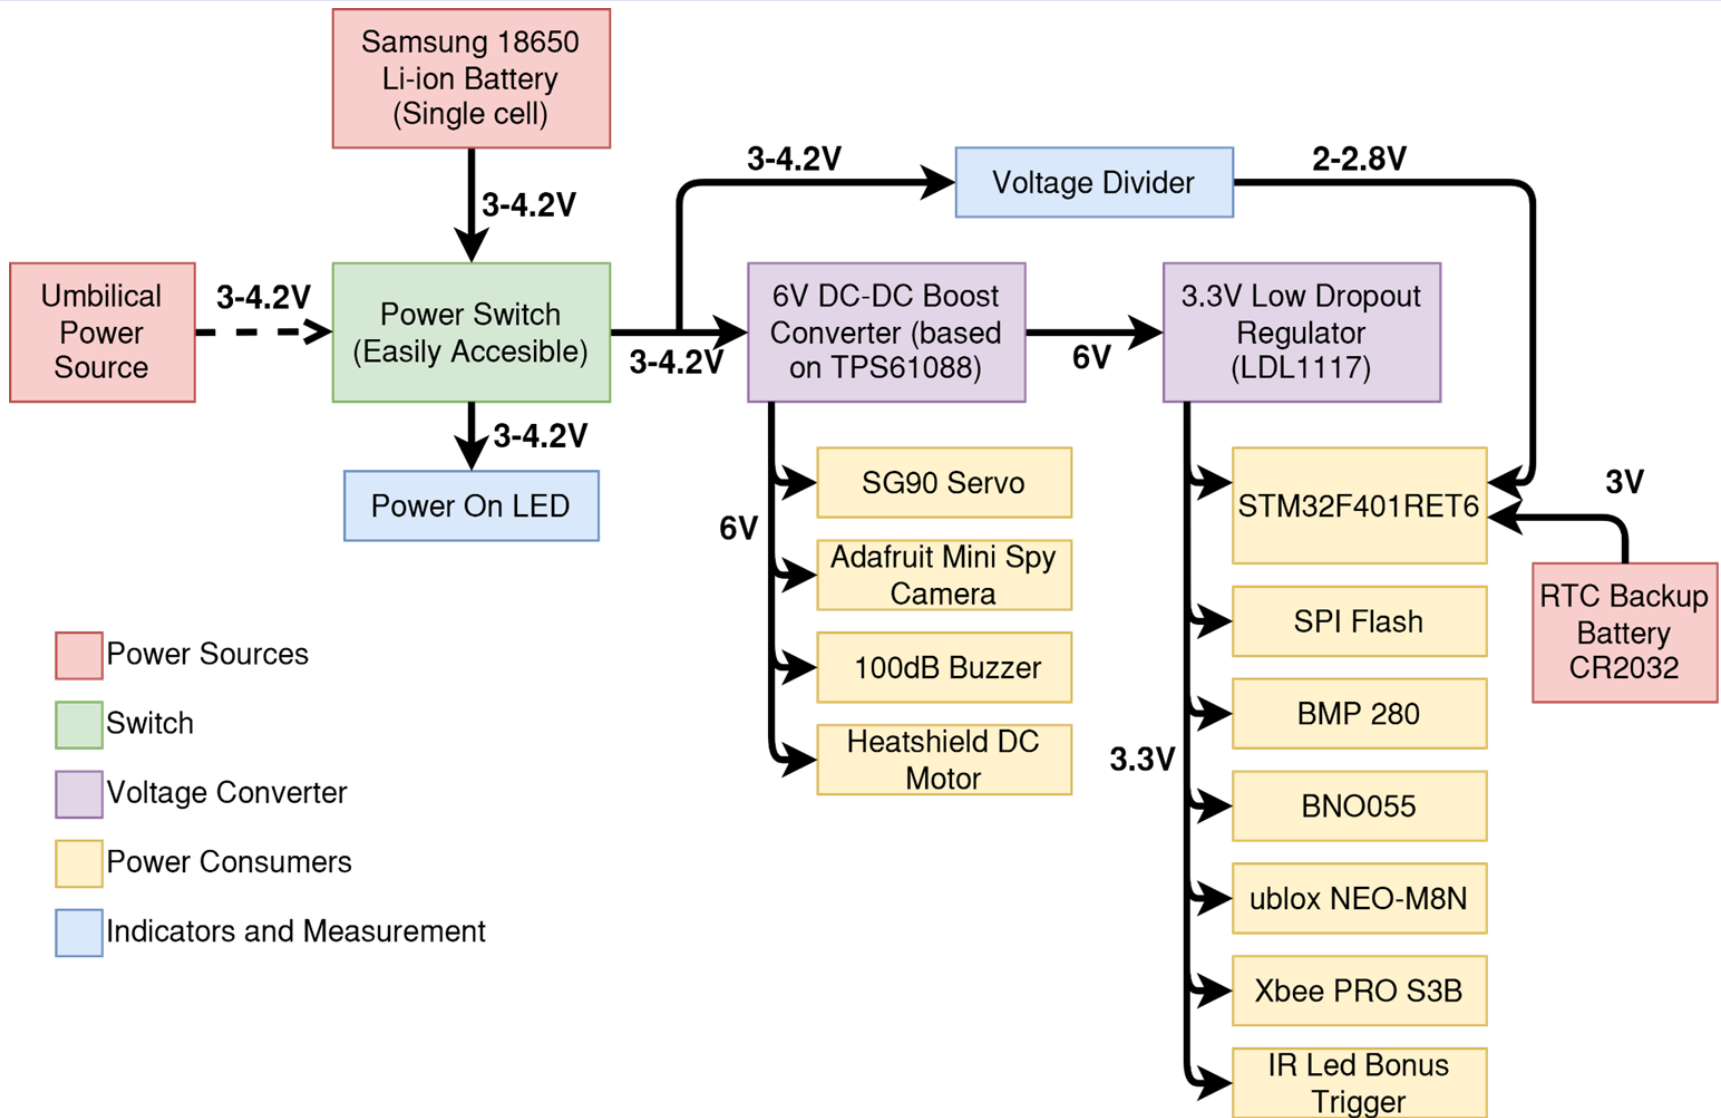 Samsung 18650
Li-ion Battery
(Single cell)
3-4.2V
Umbilical
Power
Source
3-4.2V
Power Switch
(Easily Accesible)
3-4.2V
Power On LED
3-4.2V
3-4.2V
Voltage Divider
2-2.8V
6V DC-DC Boost
Converter (based
on TPS61088)
6V
3.3V Low Dropout
Regulator
(LDL1117)
6V
SG90 Servo
Adafruit Mini Spy
Camera
100dB Buzzer
Heatshield DC
Motor
3.3V
STM32F401RET6
SPI Flash
BMP 280
BNO055
ublox NEO-M8N
Xbee PRO S3B
IR Led Bonus
Trigger
3V
RTC Backup
Battery
CR2032
Power Sources
Switch
Voltage Converter
Power Consumers
Indicators and Measurement